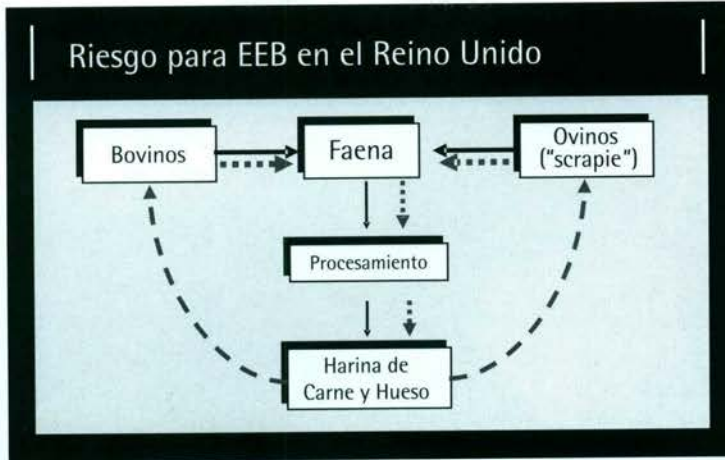 Riesgo para EEB en el Reino Unido
Bovinos
Faena
Ovinos
("scrapie")
Procesamiento
Harina de
Carne y Hueso